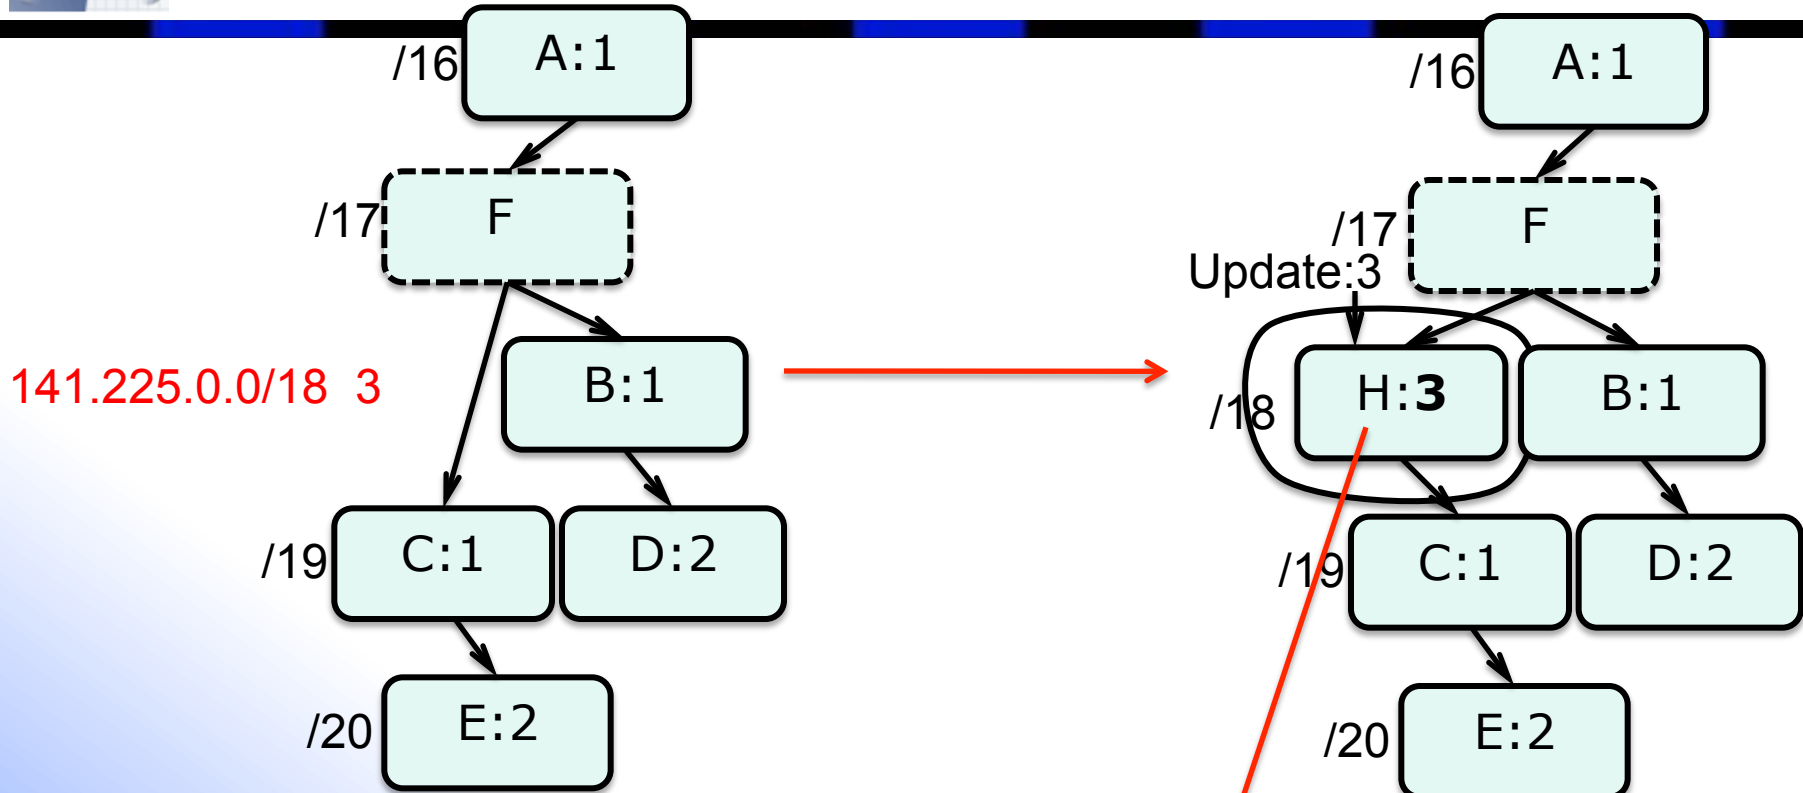 /16 A:1
/17 F
141.225.0.0/18 3
B:1
/19 C:1 D:2
/20 E:2
/16 A:1
/17 F
Update:3
/18 H:3 B:1
/19 C:1 D:2
/20 E:2